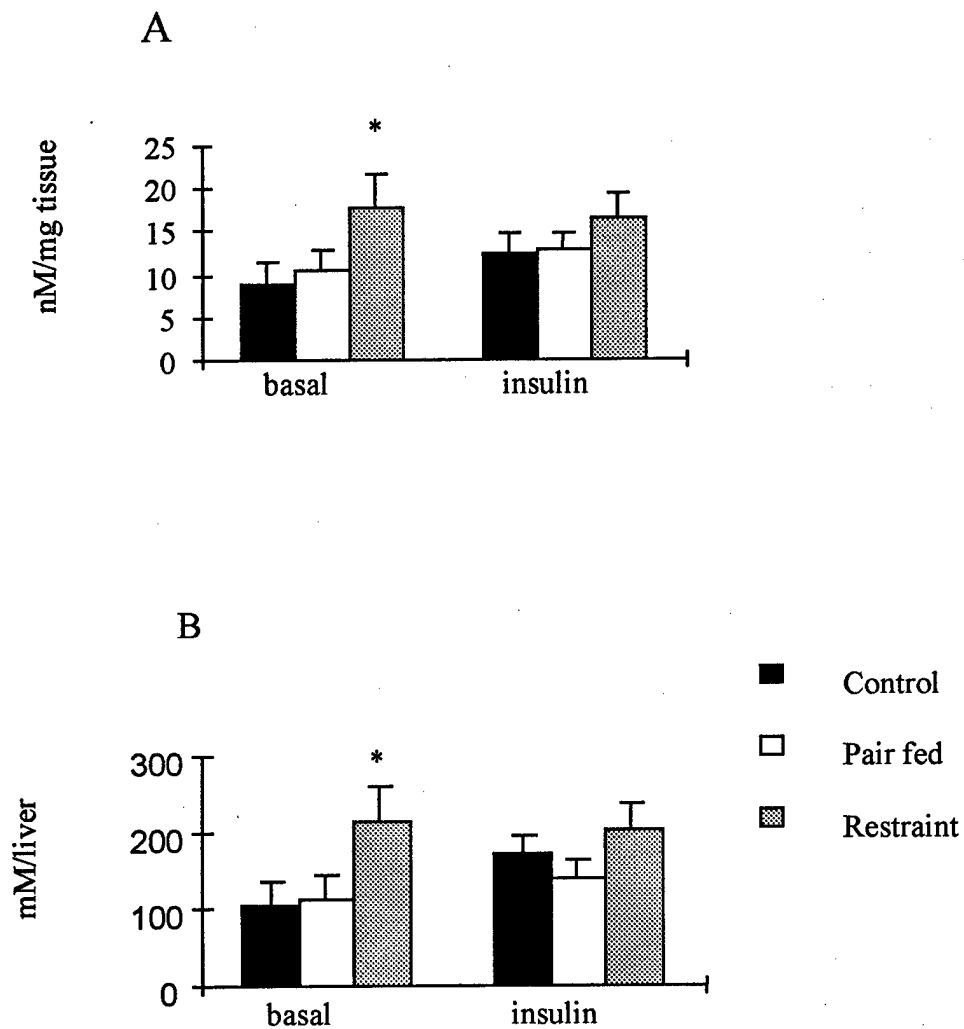 A
*
nM/mg tissue
25
20
15
10
5
0
basal
insulin
B
*
mM/liver
300
200
100
0
basal
insulin
Control
Pair fed
Restraint